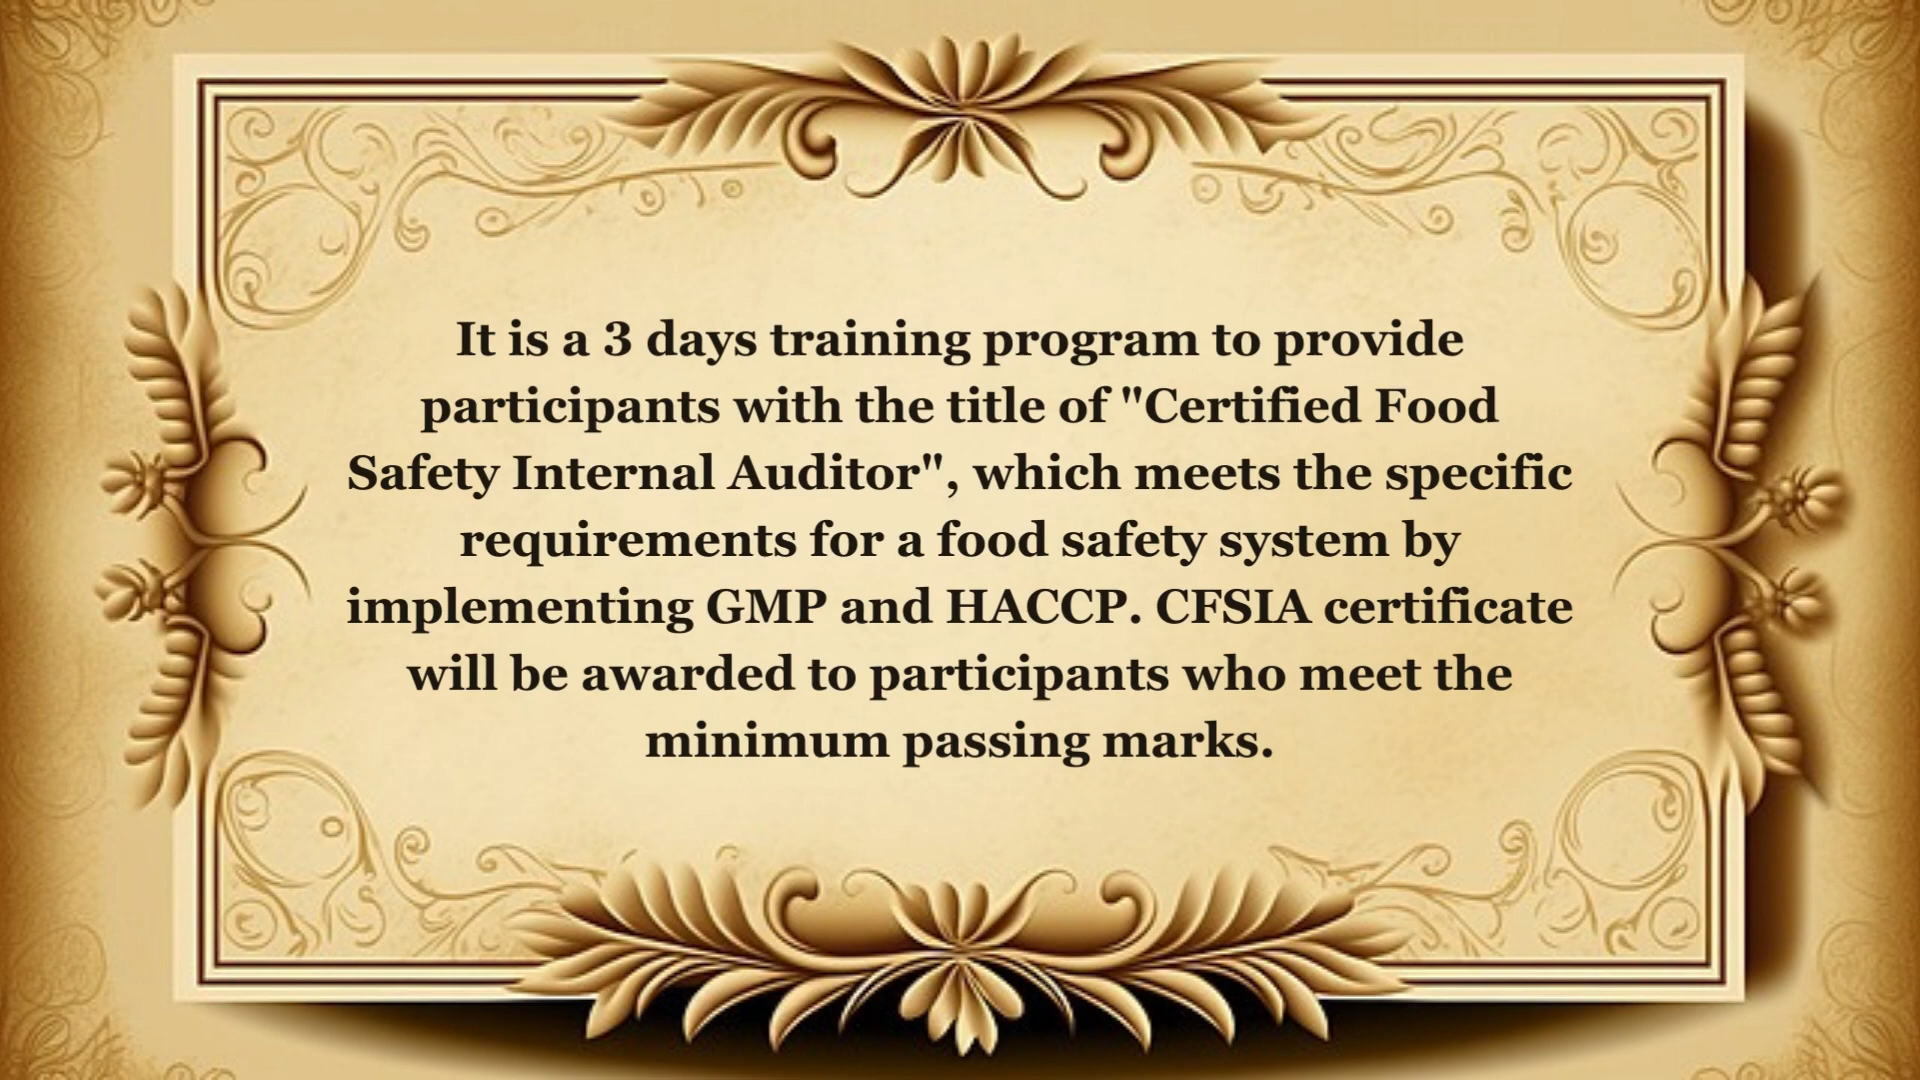 It is a 3 days training program to provide
participants with the title of "Certified Food
Safety Internal Auditor", which meets the specific
requirements for a food safety system by
implementing GMP and HACCP. CFSIA certificate
will be awarded to participants who meet the
minimum passing marks.